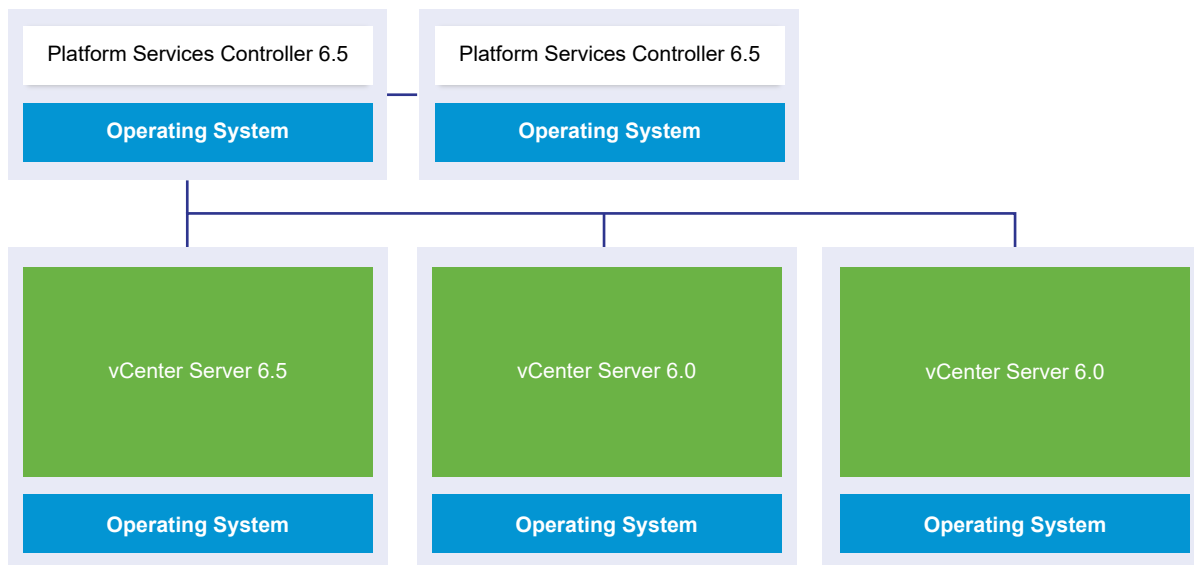 Platform Services Controller 6.5
Platform Services Controller 6.5
Operating System
Operating System
vCenter Server 6.5
vCenter Server 6.0
vCenter Server 6.0
Operating System
Operating System
Operating System